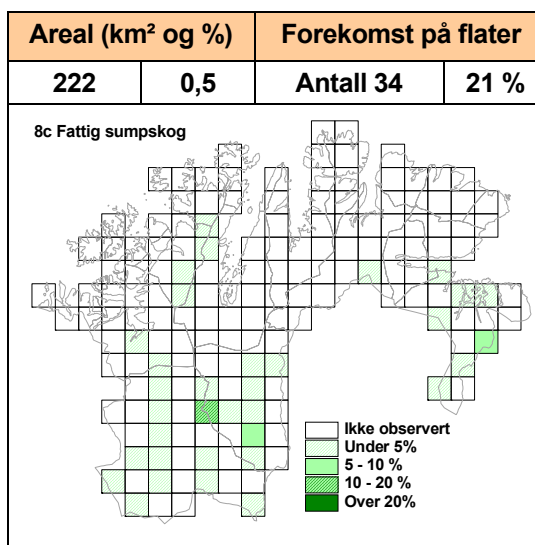 Areal (km² og %) Forekomst på flater
222 0,5 Antall 34 21 %
8c Fattig sumpskog
Ikke observert
Under 5%
5 - 10 %
10 - 20 %
Over 20%